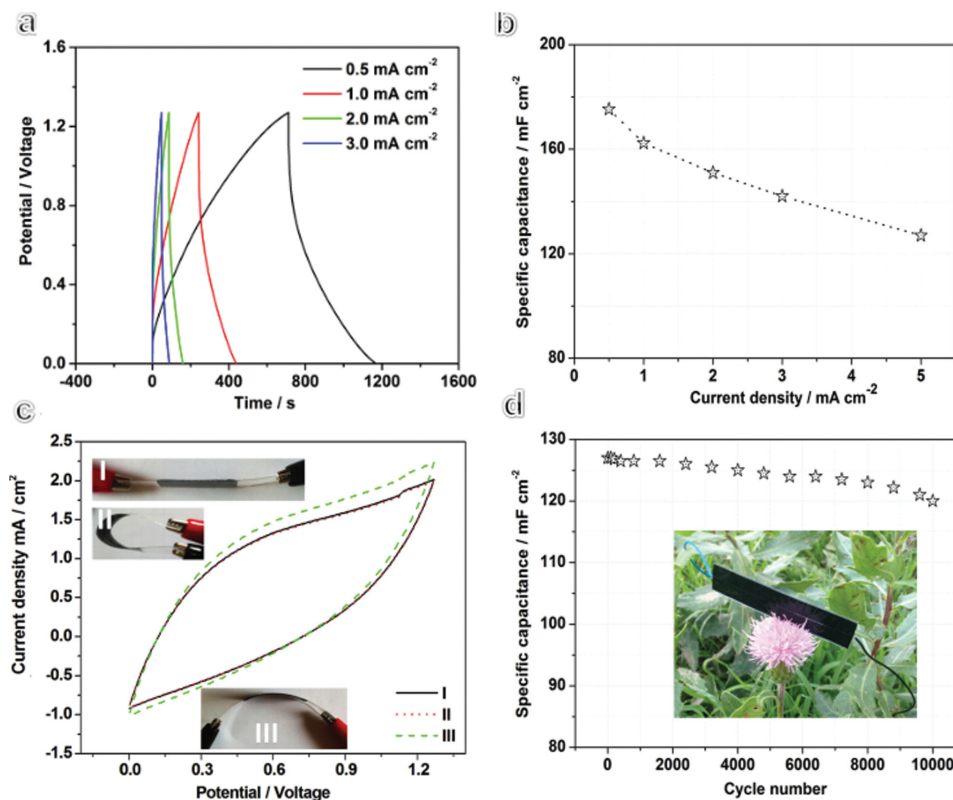 a
1.6
1.2
0.8
0.4
0.0
Potential / Voltage
0.5 mA cm-2
1.0 mA cm-2
2.0 mA cm-2
3.0 mA cm-2
-400 0 400 800 1200 1600
Time / s
b
200
160
120
80
Specific capacitance / mF cm-2
0 1 2 3 4 5
Current density / mA cm-2
c
2.5
2.0
1.5
1.0
0.5
0.0
-0.5
-1.0
-1.5
Current density mA / cm2
I
II
III
I
II
III
0.0 0.3 0.6 0.9 1.2
Potential / Voltage
d
130
120
110
100
90
80
Specific capacitance / mF cm-2
0 2000 4000 6000 8000 10000
Cycle number